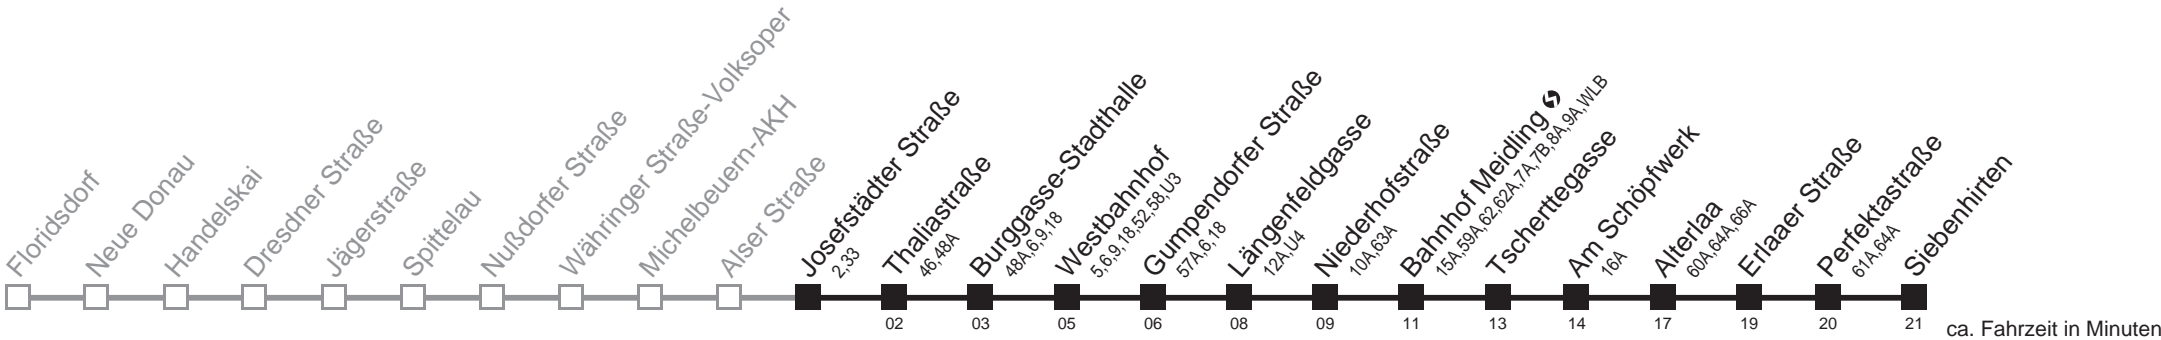 Floridsdorf
Neue Donau
Handelskai
Dresdner Straße
Jägerstraße
Spittelau
Nußdorfer Straße
Währinger Straße-Volksoper
Michelbeuern-AKH
Alser Straße
Josefstädter Straße
2,33
Thaliastraße
46,48A
Burggasse-Stadthalle
48A,6,9,18
Westbahnhof
5,6,9,18,52,58,U3
Gumpendorfer Straße
57A,6,18
Längenfeldgasse
12A,U4
Niederhofstraße
10A,63A
Bahnhof Meidling
15A,59A,62,62A,7A,7B,8A,9A,WLB
Tscherttegasse
Am Schöpfwerk
16A
Alterlaa
60A,64A,66A
Erlaaer Straße
Perfektastraße
61A,64A
Siebenhirten
02 03 05 06 08 09 11 13 14 17 19 20 21 ca. Fahrzeit in Minuten